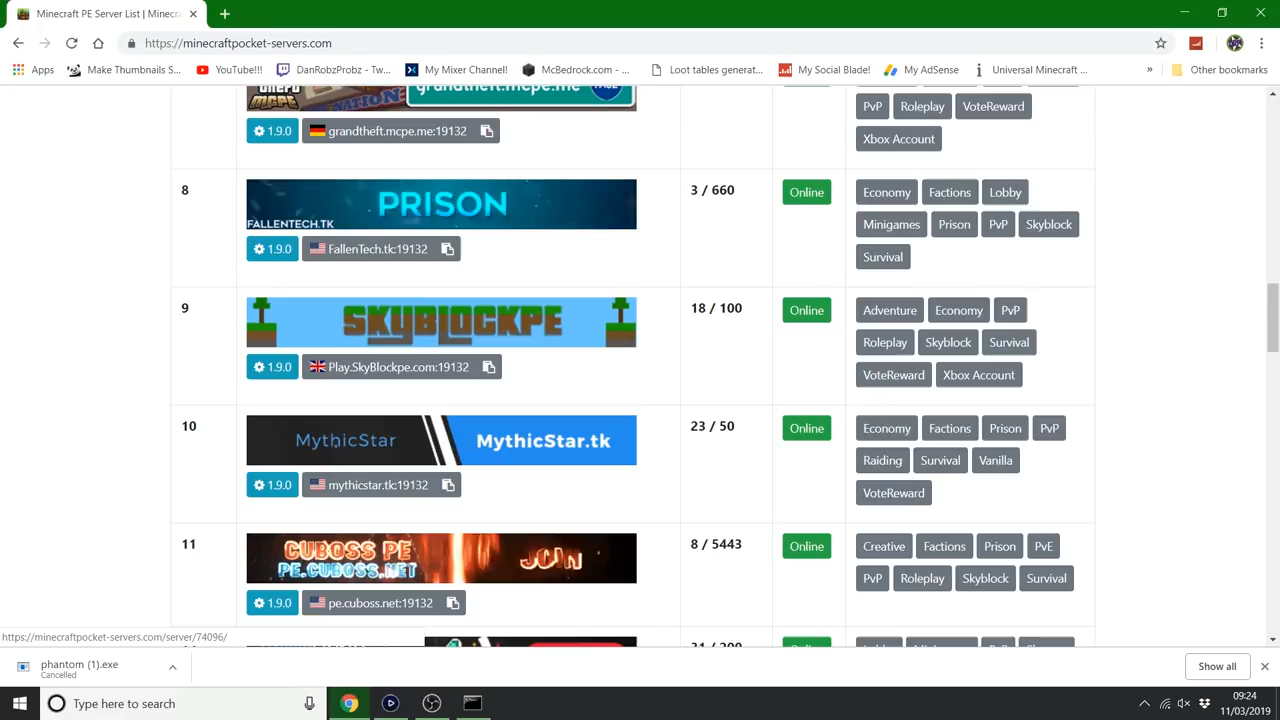 Minecraft PE Server List | Minecra
https://minecraftpocket-servers.com
Apps
Make Thumbnails S...
YouTube!!!
DanRobzProbz - Tw...
My Mixer Channel!
McBedrock.com - ...
Loot tables generat...
My Social Blade!
My AdSense
Universal Minecraft ...
»
Other bookmarks
MCPE
NATION
grandtheft.mcpe.me
1.9.0
grandtheft.mcpe.me:19132
PvP
Roleplay
VoteReward
Xbox Account
8
PRISON
FALLENTECH.TK
1.9.0
FallenTech.tk:19132
3 / 660
Online
Economy
Factions
Lobby
Minigames
Prison
PvP
Skyblock
Survival
9
SKYBLOCKPE
1.9.0
Play.SkyBlockpe.com:19132
18 / 100
Online
Adventure
Economy
PvP
Roleplay
Skyblock
Survival
VoteReward
Xbox Account
10
MythicStar
MythicStar.tk
1.9.0
mythicstar.tk:19132
23 / 50
Online
Economy
Factions
Prison
PvP
Raiding
Survival
Vanilla
VoteReward
11
CUBOSS PE
PE.CUBOSS.NET
JOIN
1.9.0
pe.cuboss.net:19132
8 / 5443
Online
Creative
Factions
Prison
PvE
PvP
Roleplay
Skyblock
Survival
https://minecraftpocket-servers.com/server/74096/
phantom (1).exe
Cancelled
Show all
Type here to search
09:24
11/03/2019